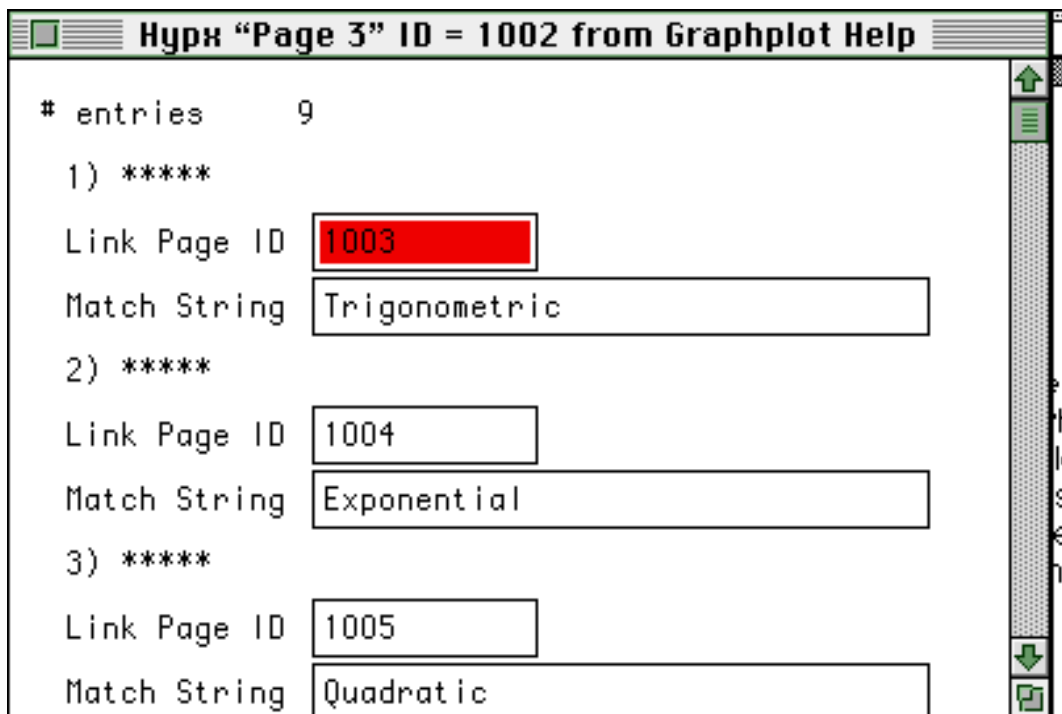 Hypx “Page 3” ID = 1002 from Graphplot Help
# entries 9
1) *****
Link Page ID 1003
Match String Trigonometric
2) *****
Link Page ID 1004
Match String Exponential
3) *****
Link Page ID 1005
Match String Quadratic